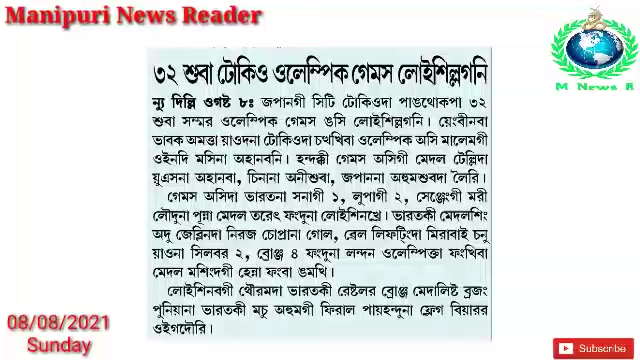 Manipuri News Reader
M News R
৩২ শুবা টোকিও ওলেম্পিক গেমস লোইশিল্লগনি
ন্যু দিল্লি ওগষ্ট ৮ঃ জপানগী সিটি টোকিওদা পাঙথোকপা ৩২
শুবা সম্মর ওলেম্পিক গেমস ঙসি লোইশিল্লগনি। য়েংবীনবা
ভাবক অমত্তা য়াওদনা টোকিওদা চৎথখিবা ওলেম্পিক অসি মালেমগী
ওইনদি মসিনা অহানবনি। হন্দক্কী গেমস অসিগী মেদল টেল্লিদা
য়ুএসনা অহানবা, চিনানা অনীশুবা, জপাননা অহুমশুবদা লৈরি।
গেমস অসিদা ভারতনা সনাগী ১, লুপাগী ২, সেঞ্জেংগী মরী
লৌদুনা পূন্না মেদল তরেৎ ফংদুনা লোইশিনখ্রে। ভারতকী মেদলশিং
অদু জেব্লিনদা নিরজ চোপ্রানা গোল, ৱেল লিফটিংদা মিরাবাই চনু
য়াওনা সিলবর ২, ব্রোঞ্জ ৪ ফংদুনা লন্দন ওলেম্পিক্তা ফংখিবা
মেদল মশিংদগী হেন্না ফংবা ঙমখি।
লোইশিনবগী থৌরমদা ভারতকী রেষ্টলর ব্রোঞ্জ মেদালিষ্ট ব্রজং
পুনিয়ানা ভারতকী মচু অহুমগী ফিরাল পায়হন্দুনা ফ্লেগ বিয়ারর
ওইগদৌরি।
08/08/2021
Sunday
Subscribe